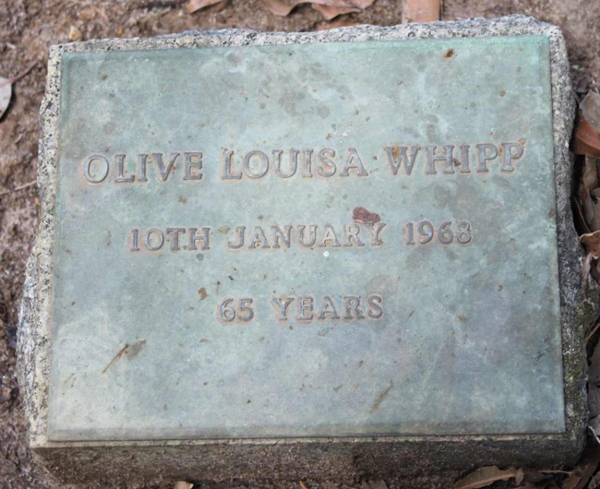 OLIVE LOUISA WHIPP
10TH JANUARY 1968
65 YEARS